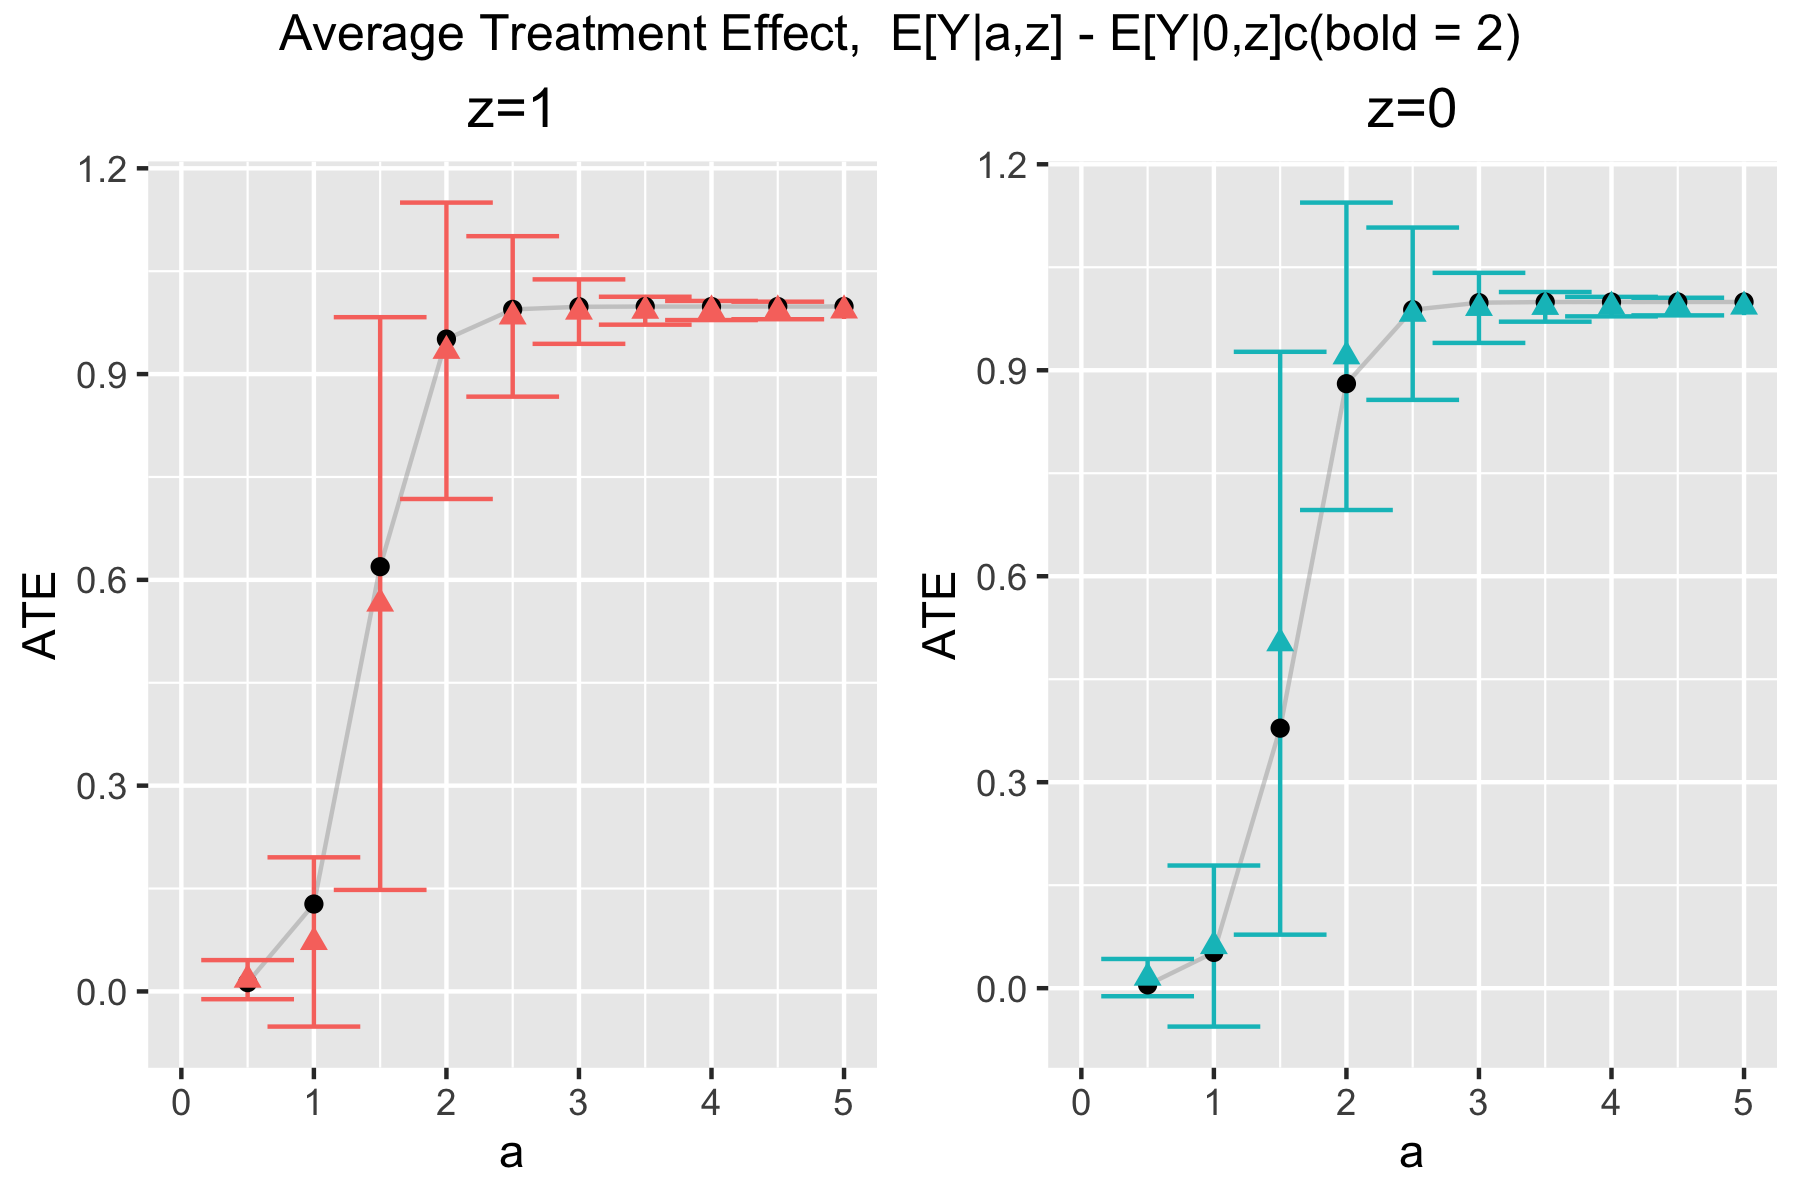 Average Treatment Effect,  E[Y|a,z] - E[Y|0,z]c(bold = 2)
z=1
1.2
0.9
0.6
0.3
0.0
ATE
0 1 2 3 4 5
a
z=0
1.2
0.9
0.6
0.3
0.0
ATE
0 1 2 3 4 5
a